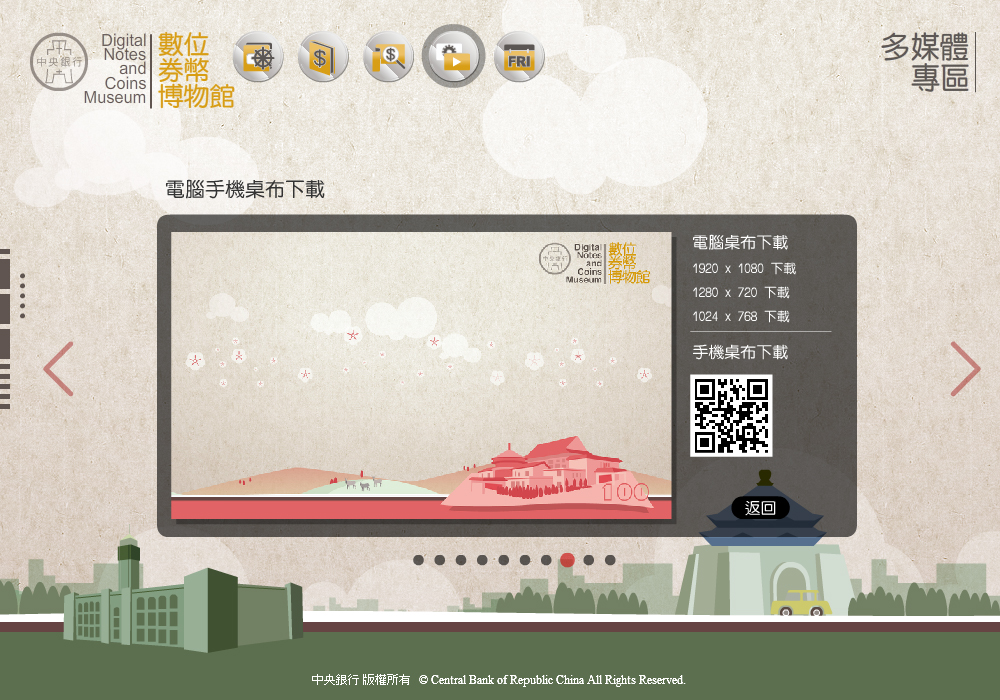 中央銀行
Digital
Notes
and
Coins
Museum
數位
券幣
博物館
$
$
FRI
多媒體
專區
電腦手機桌布下載
中央銀行
Digital
Notes
and
Coins
Museum
數位
券幣
博物館
100
電腦桌布下載
1920 x 1080 下載
1280 x 720 下載
1024 x 768 下載
手機桌布下載
返回
中央銀行 版權所有 © Central Bank of Republic China All Rights Reserved.